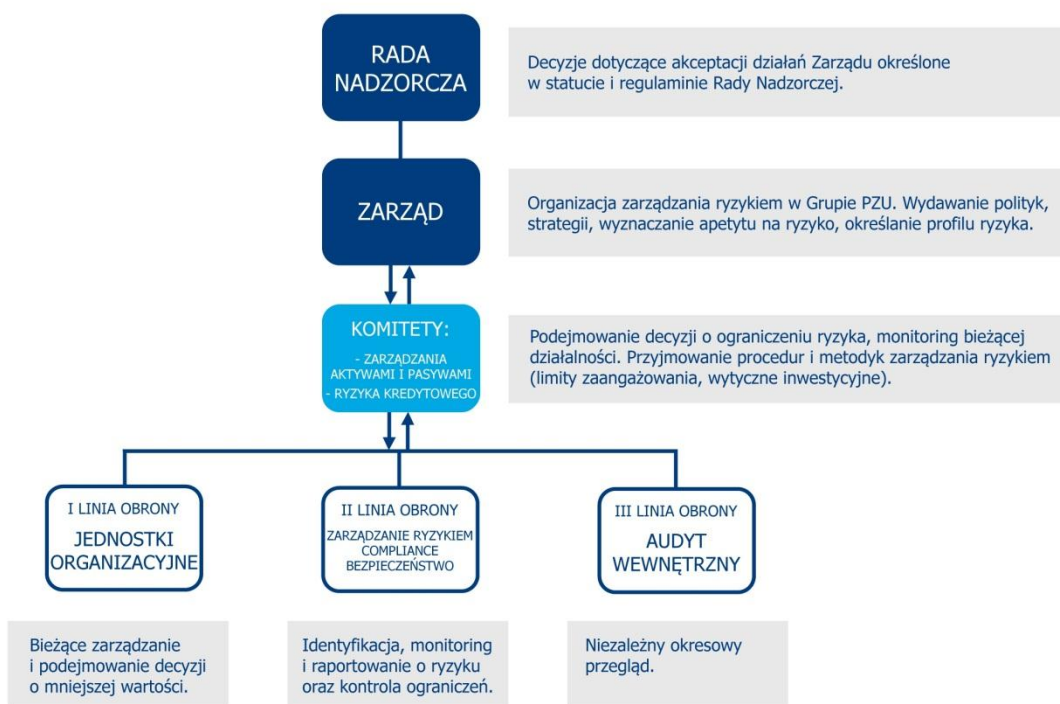 RADA
NADZORCZA
Decyzje dotyczące akceptacji działań Zarządu określone
w statucie i regulaminie Rady Nadzorczej.
ZARZĄD
Organizacja zarządzania ryzykiem w Grupie PZU. Wydawanie polityk,
strategii, wyznaczanie apetytu na ryzyko, określanie profilu ryzyka.
KOMITETY:
- ZARZĄDZANIA
AKTYWAMI I PASYWAMI
- RYZYKA KREDYTOWEGO
Podejmowanie decyzji o ograniczeniu ryzyka, monitoring bieżącej
działalności. Przyjmowanie procedur i metodyk zarządzania ryzykiem
(limity zaangażowania, wytyczne inwestycyjne).
I LINIA OBRONY
JEDNOSTKI
ORGANIZACYJNE
II LINIA OBRONY
ZARZĄDZANIE RYZYKIEM
COMPLIANCE
BEZPIECZEŃSTWO
III LINIA OBRONY
AUDYT
WEWNĘTRZNY
Bieżące zarządzanie
i podejmowanie decyzji
o mniejszej wartości.
Identyfikacja, monitoring
i raportowanie o ryzyku
oraz kontrola ograniczeń.
Niezależny okresowy
przegląd.